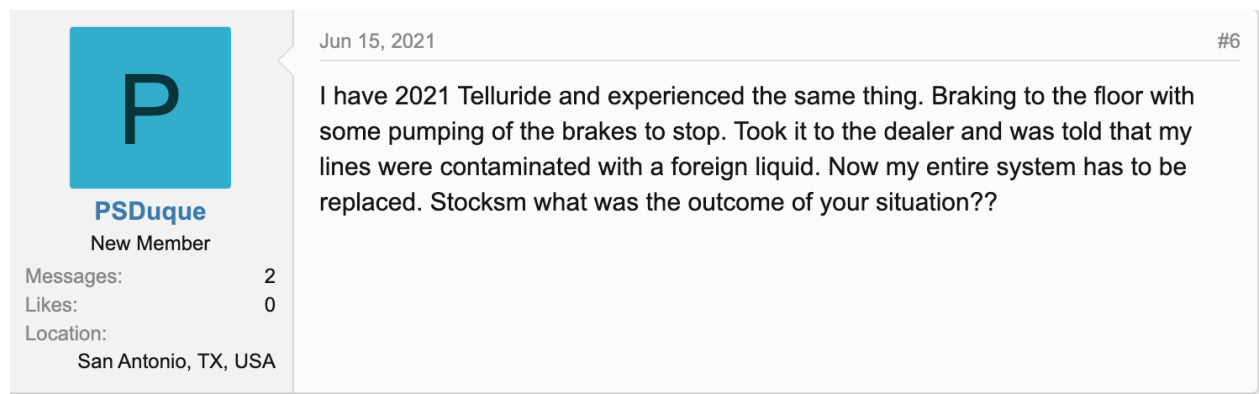 P
PSDuque
New Member
Messages: 2
Likes: 0
Location:
San Antonio, TX, USA
Jun 15, 2021 #6
I have 2021 Telluride and experienced the same thing. Braking to the floor with
some pumping of the brakes to stop. Took it to the dealer and was told that my
lines were contaminated with a foreign liquid. Now my entire system has to be
replaced. Stocksm what was the outcome of your situation??